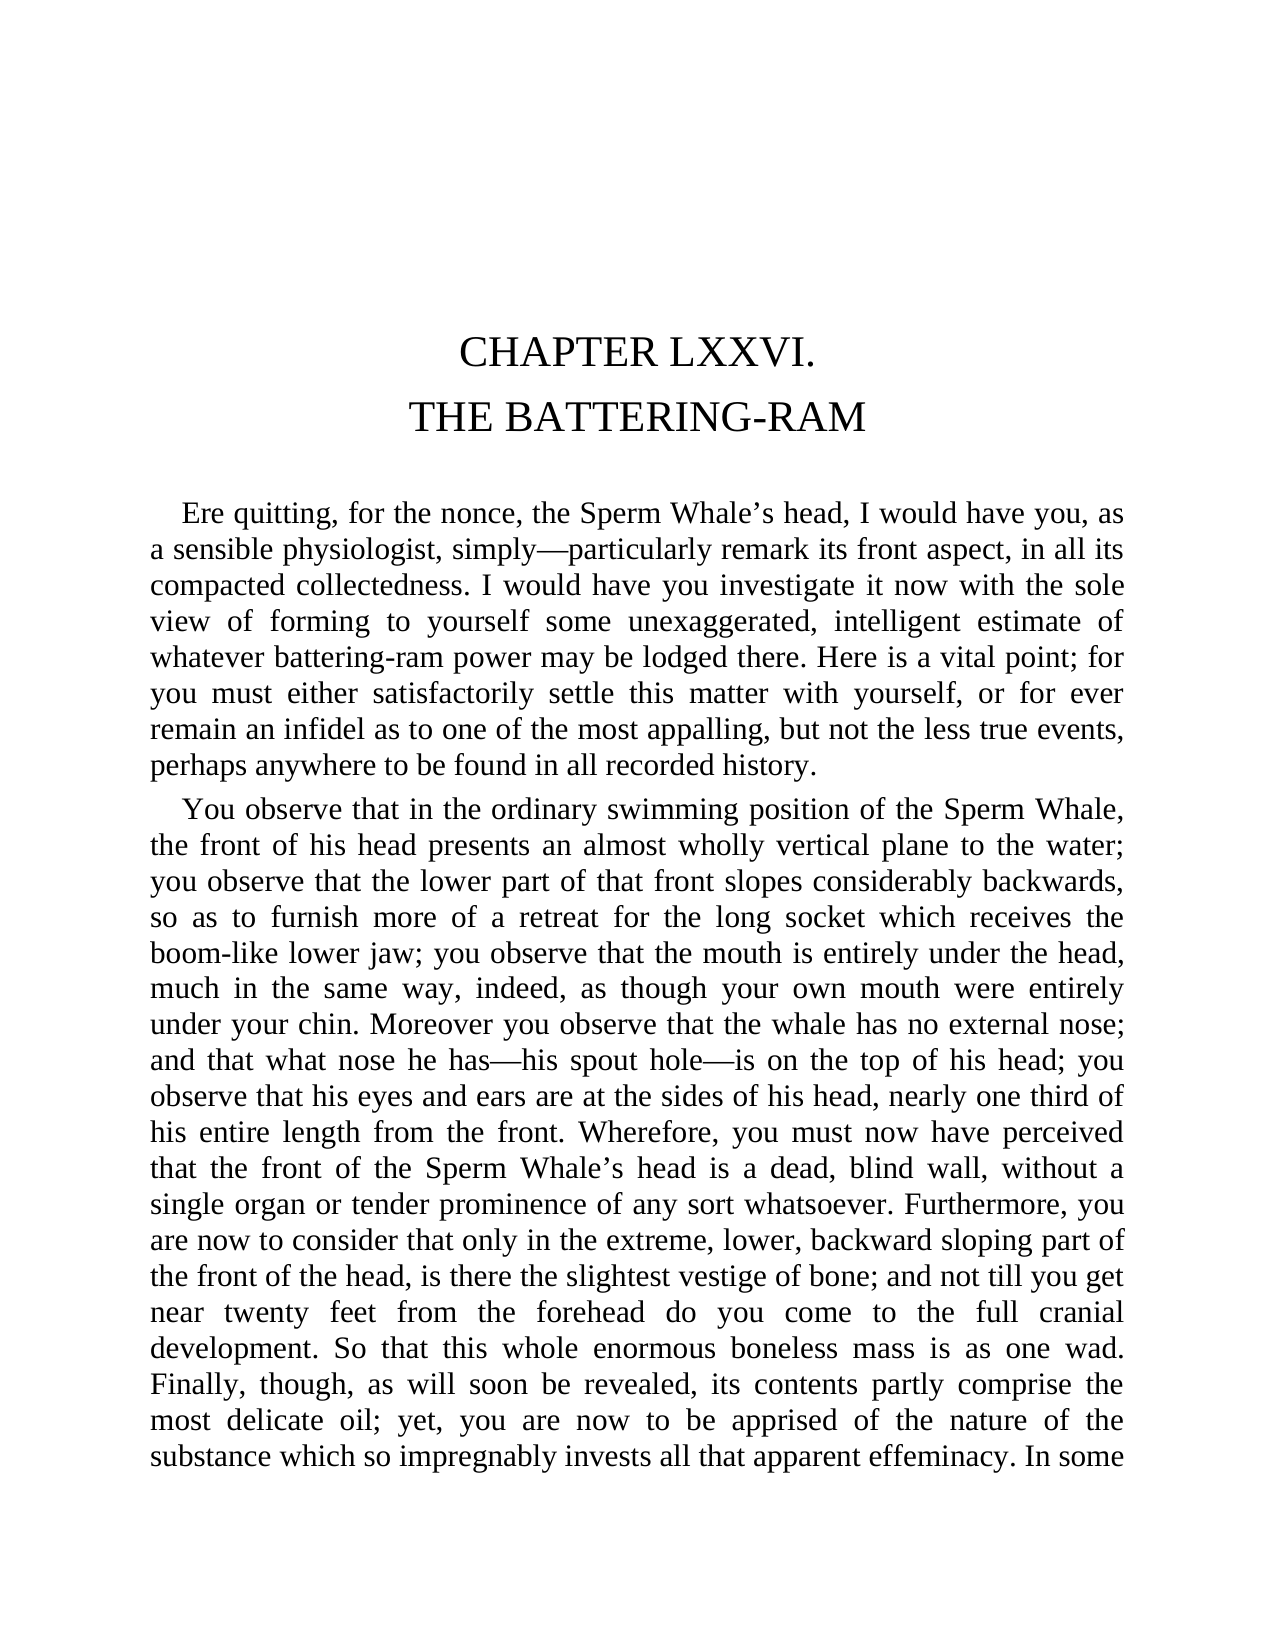 CHAPTER LXXVI.
THE BATTERING-RAM
Ere quitting, for the nonce, the Sperm Whale’s head, I would have you, as
a sensible physiologist, simply—particularly remark its front aspect, in all its
compacted collectedness. I would have you investigate it now with the sole
view of forming to yourself some unexaggerated, intelligent estimate of
whatever battering-ram power may be lodged there. Here is a vital point; for
you must either satisfactorily settle this matter with yourself, or for ever
remain an infidel as to one of the most appalling, but not the less true events,
perhaps anywhere to be found in all recorded history.
You observe that in the ordinary swimming position of the Sperm Whale,
the front of his head presents an almost wholly vertical plane to the water;
you observe that the lower part of that front slopes considerably backwards,
so as to furnish more of a retreat for the long socket which receives the
boom-like lower jaw; you observe that the mouth is entirely under the head,
much in the same way, indeed, as though your own mouth were entirely
under your chin. Moreover you observe that the whale has no external nose;
and that what nose he has—his spout hole—is on the top of his head; you
observe that his eyes and ears are at the sides of his head, nearly one third of
his entire length from the front. Wherefore, you must now have perceived
that the front of the Sperm Whale’s head is a dead, blind wall, without a
single organ or tender prominence of any sort whatsoever. Furthermore, you
are now to consider that only in the extreme, lower, backward sloping part of
the front of the head, is there the slightest vestige of bone; and not till you get
near twenty feet from the forehead do you come to the full cranial
development. So that this whole enormous boneless mass is as one wad.
Finally, though, as will soon be revealed, its contents partly comprise the
most delicate oil; yet, you are now to be apprised of the nature of the
substance which so impregnably invests all that apparent effeminacy. In some